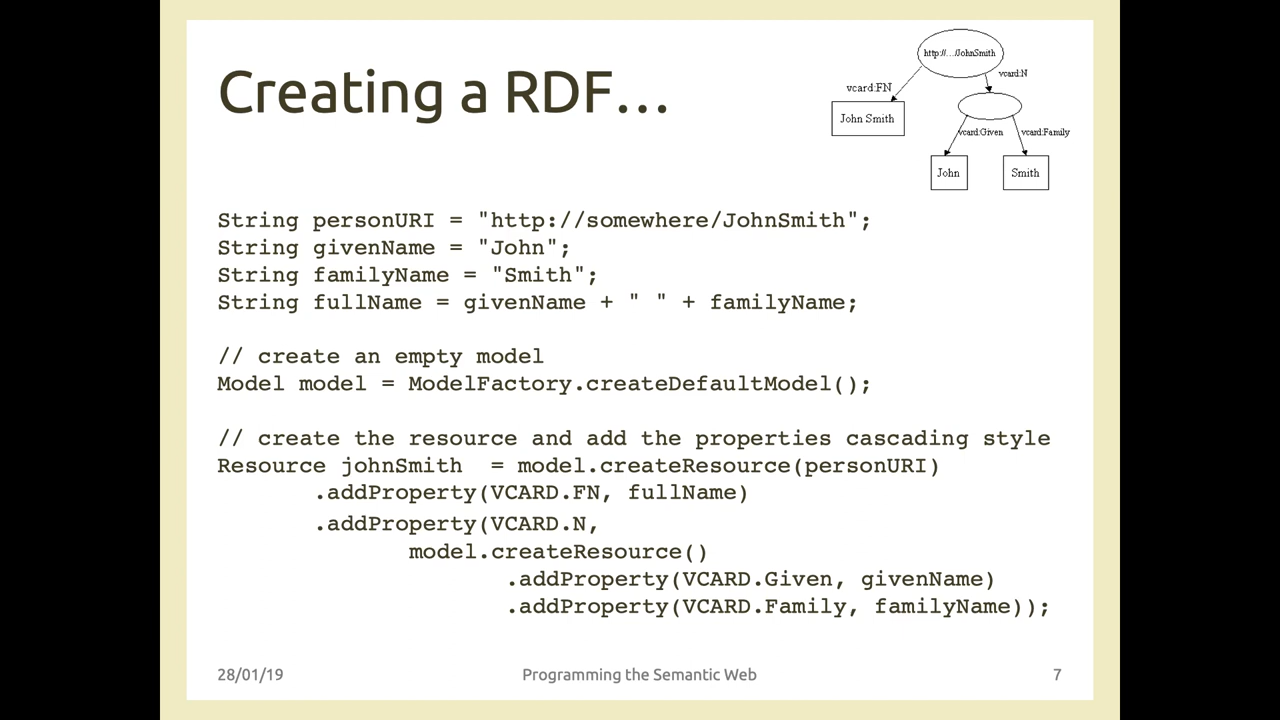 Creating a RDF...
http://.../JohnSmith
vcard:N
vcard:FN
John Smith
vcard:Given
vcard:Family
John
Smith
String personURI = "http://somewhere/JohnSmith";
String givenName = "John";
String familyName = "Smith";
String fullName = givenName + " " + familyName;
// create an empty model
Model model = ModelFactory.createDefaultModel();
// create the resource and add the properties cascading style
Resource johnSmith  = model.createResource(personURI)
.addProperty(VCARD.FN, fullName)
.addProperty(VCARD.N,
model.createResource()
.addProperty(VCARD.Given, givenName)
.addProperty(VCARD.Family, familyName));
28/01/19
Programming the Semantic Web
7